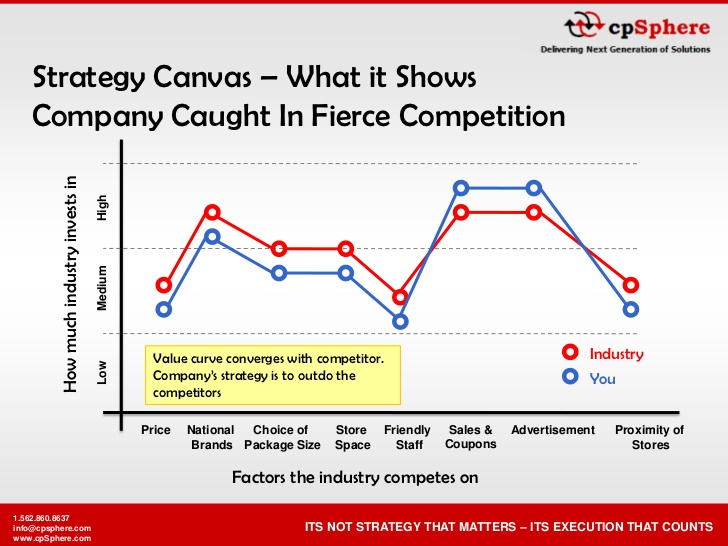 cpSphere
Delivering Next Generation of Solutions
Strategy Canvas – What it Shows
Company Caught In Fierce Competition
How much industry invests in
High
Medium
Low
Value curve converges with competitor.
Company's strategy is to outdo the
competitors
Industry
You
Price
National
Brands
Choice of
Package Size
Store
Space
Friendly
Staff
Sales &
Coupons
Advertisement
Proximity of
Stores
Factors the industry competes on
1.562.860.8637
info@cpsphere.com
www.cpSphere.com
ITS NOT STRATEGY THAT MATTERS – ITS EXECUTION THAT COUNTS